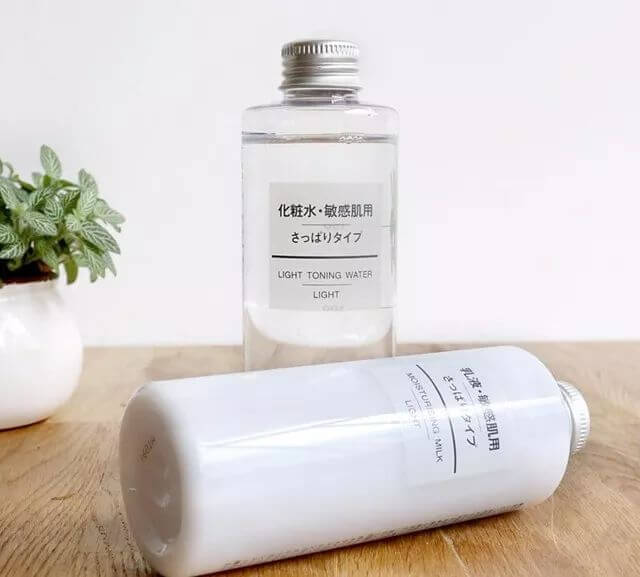 化粧水・敏感肌用
さっぱりタイプ
LIGHT TONING WATER
LIGHT
乳液・敏感肌用
さっぱりタイプ
MOISTURISING MILK
LIGHT